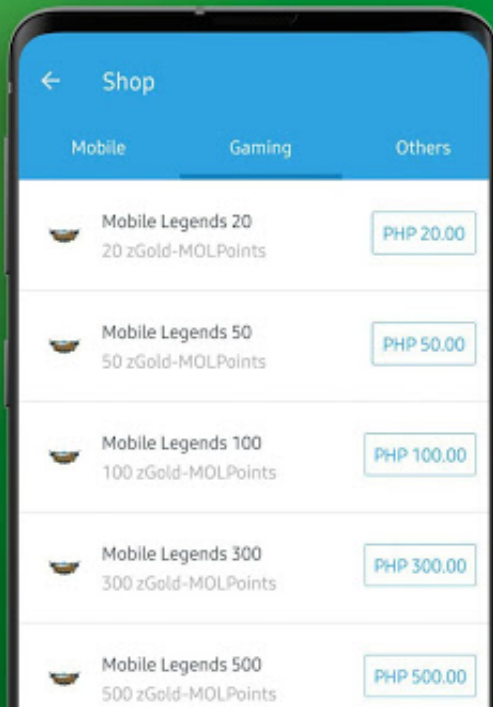 Shop
Mobile Gaming Others
Mobile Legends 20
20 zGold-MOLPoints
PHP 20.00
Mobile Legends 50
50 zGold-MOLPoints
PHP 50.00
Mobile Legends 100
100 zGold-MOLPoints
PHP 100.00
Mobile Legends 300
300 zGold-MOLPoints
PHP 300.00
Mobile Legends 500
500 zGold-MOLPoints
PHP 500.00